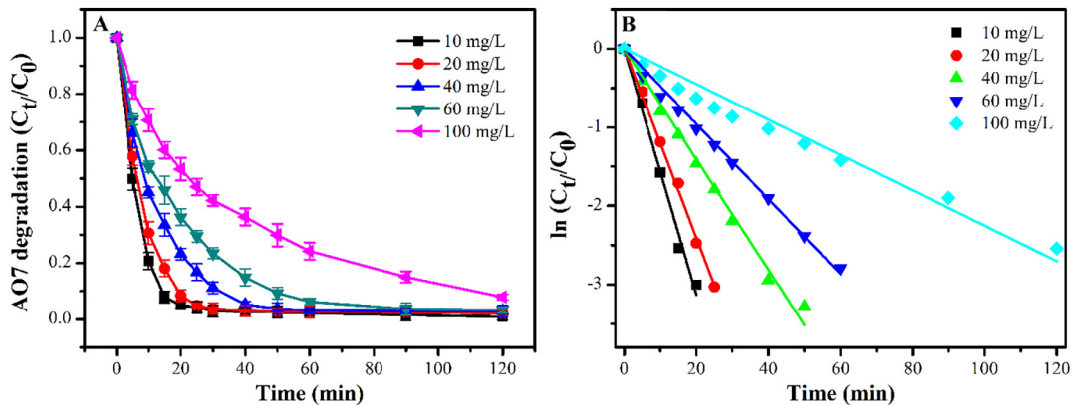 A
AO7 degradation (Ct/C0)
1.0
0.8
0.6
0.4
0.2
0.0
10 mg/L
20 mg/L
40 mg/L
60 mg/L
100 mg/L
0 20 40 60 80 100 120
Time (min)
B
ln (Ct/C0)
0
-1
-2
-3
10 mg/L
20 mg/L
40 mg/L
60 mg/L
100 mg/L
0 20 40 60 80 100 120
Time (min)